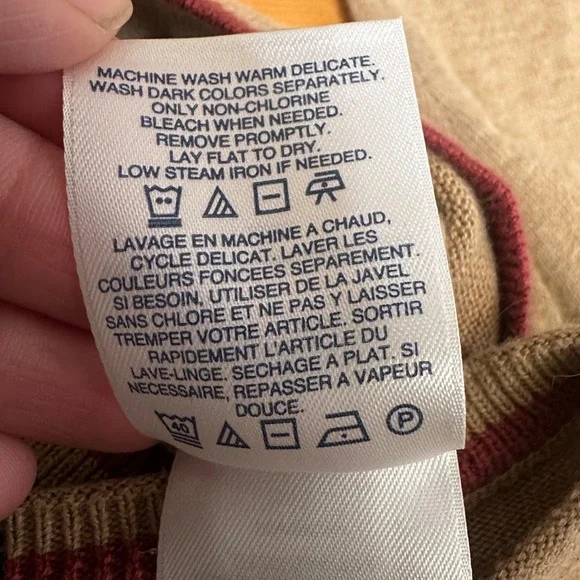 MACHINE WASH WARM DELICATE.
WASH DARK COLORS SEPARATELY.
ONLY NON-CHLORINE
BLEACH WHEN NEEDED.
REMOVE PROMPTLY.
LAY FLAT TO DRY.
LOW STEAM IRON IF NEEDED.
LAVAGE EN MACHINE A CHAUD,
CYCLE DELICAT. LAVER LES
COULEURS FONCEES SEPAREMENT.
SI BESOIN, UTILISER DE LA JAVEL
SANS CHLORE ET NE PAS Y LAISSER
TREMPER VOTRE ARTICLE. SORTIR
RAPIDEMENT L'ARTICLE DU
LAVE-LINGE. SECHAGE A PLAT. SI
NECESSAIRE, REPASSER A VAPEUR
DOUCE.
40 P